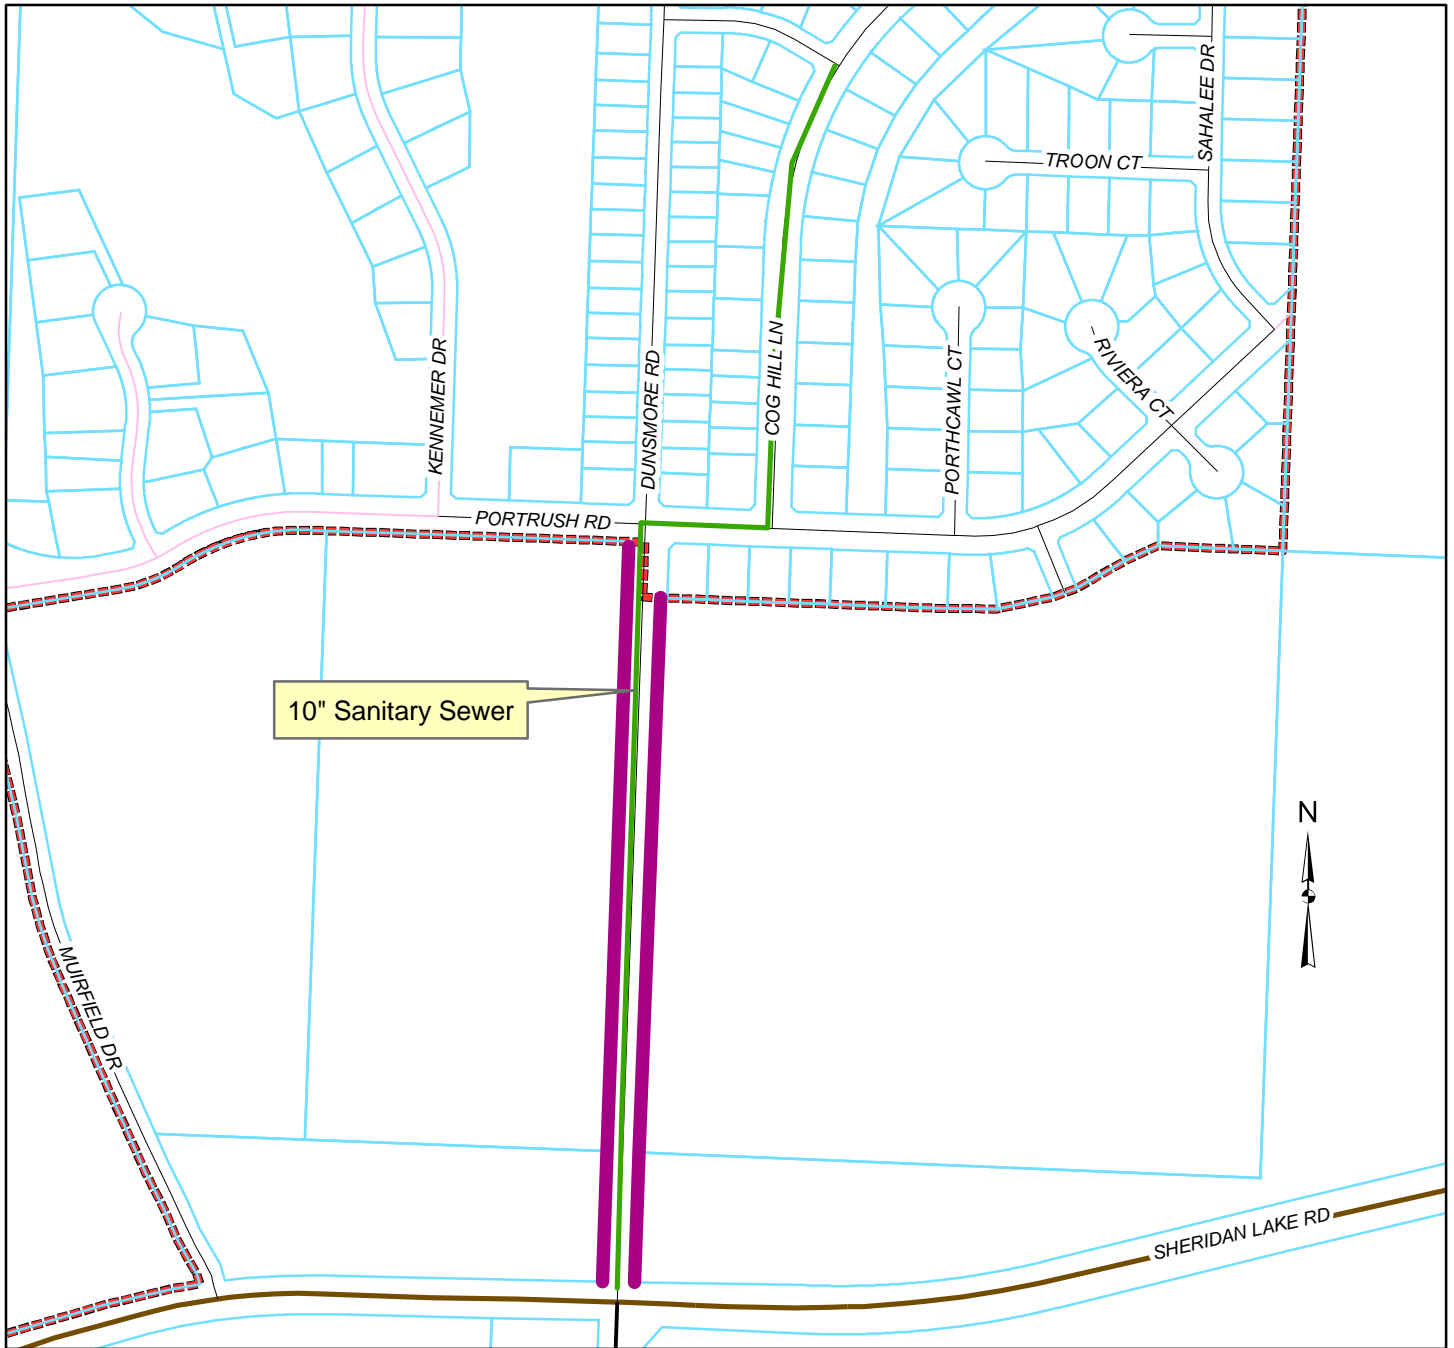 SAHALEE DR
TROON CT
KENNEMER DR
DUNSMORE RD
COG HILL LN
PORTHCAWL CT
RIVIERA CT
PORTRUSH RD
10" Sanitary Sewer
N
MUIRFIELD DR
SHERIDAN LAKE RD